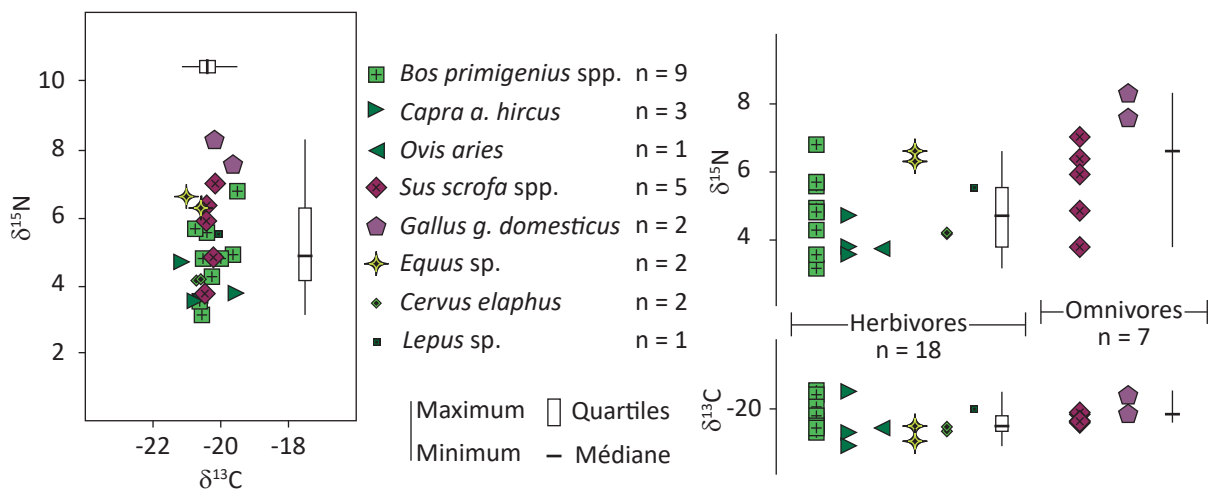 10
8
6
4
2
δ15N
-22 -20 -18
δ13C
Bos primigenius spp. n = 9
Capra a. hircus n = 3
Ovis aries n = 1
Sus scrofa spp. n = 5
Gallus g. domesticus n = 2
Equus sp. n = 2
Cervus elaphus n = 2
Lepus sp. n = 1
Maximum Quartiles
Minimum Médiane
8
6
4
δ15N
Herbivores
n = 18
Omnivores
n = 7
-20
δ13C